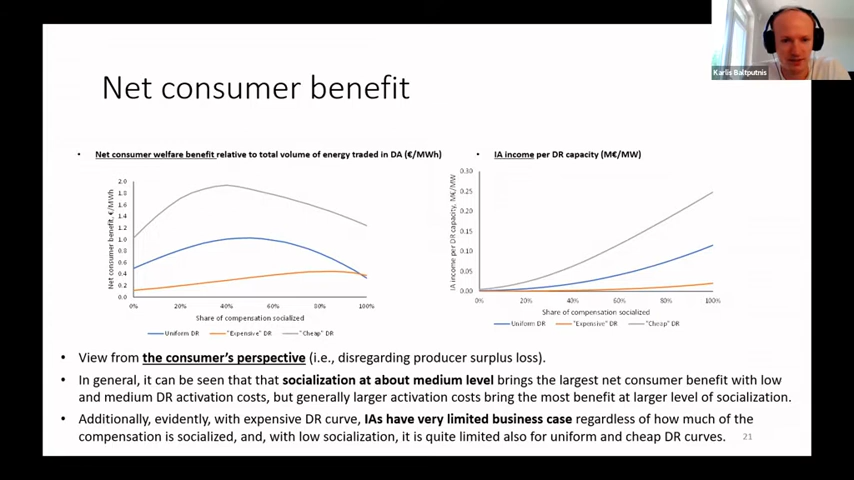 Karlis Baltputnis
Net consumer benefit
• Net consumer welfare benefit relative to total volume of energy traded in DA (€/MWh)
Net consumer benefit, €/MWh
2.0
1.8
1.6
1.4
1.2
1.0
0.8
0.6
0.4
0.2
0.0
0% 20% 40% 60% 80% 100%
Share of compensation socialized
Uniform DR "Expensive" DR "Cheap" DR
• IA income per DR capacity (M€/MW)
IA income per DR capacity, M€/MW
0.30
0.25
0.20
0.15
0.10
0.05
0.00
0% 20% 40% 60% 80% 100%
Share of compensation socialized
Uniform DR "Expensive" DR "Cheap" DR
• View from the consumer's perspective (i.e., disregarding producer surplus loss).
• In general, it can be seen that that socialization at about medium level brings the largest net consumer benefit with low
and medium DR activation costs, but generally larger activation costs bring the most benefit at larger level of socialization.
• Additionally, evidently, with expensive DR curve, IAs have very limited business case regardless of how much of the
compensation is socialized, and, with low socialization, it is quite limited also for uniform and cheap DR curves.
21